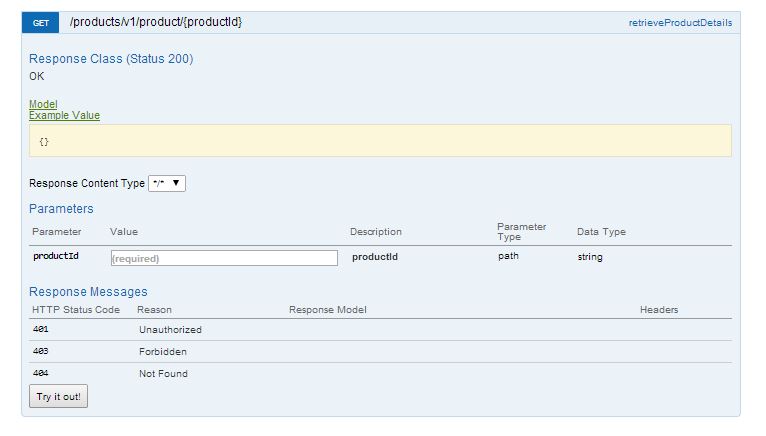 GET /products/v1/product/{productId} retrieveProductDetails
Response Class (Status 200)
OK
Model
Example Value
{}
Response Content Type */* ▼
Parameters
Parameter Value Description Parameter Type Data Type
productId (required) productId path string
Response Messages
HTTP Status Code Reason Response Model Headers
401 Unauthorized
403 Forbidden
404 Not Found
Try it out!